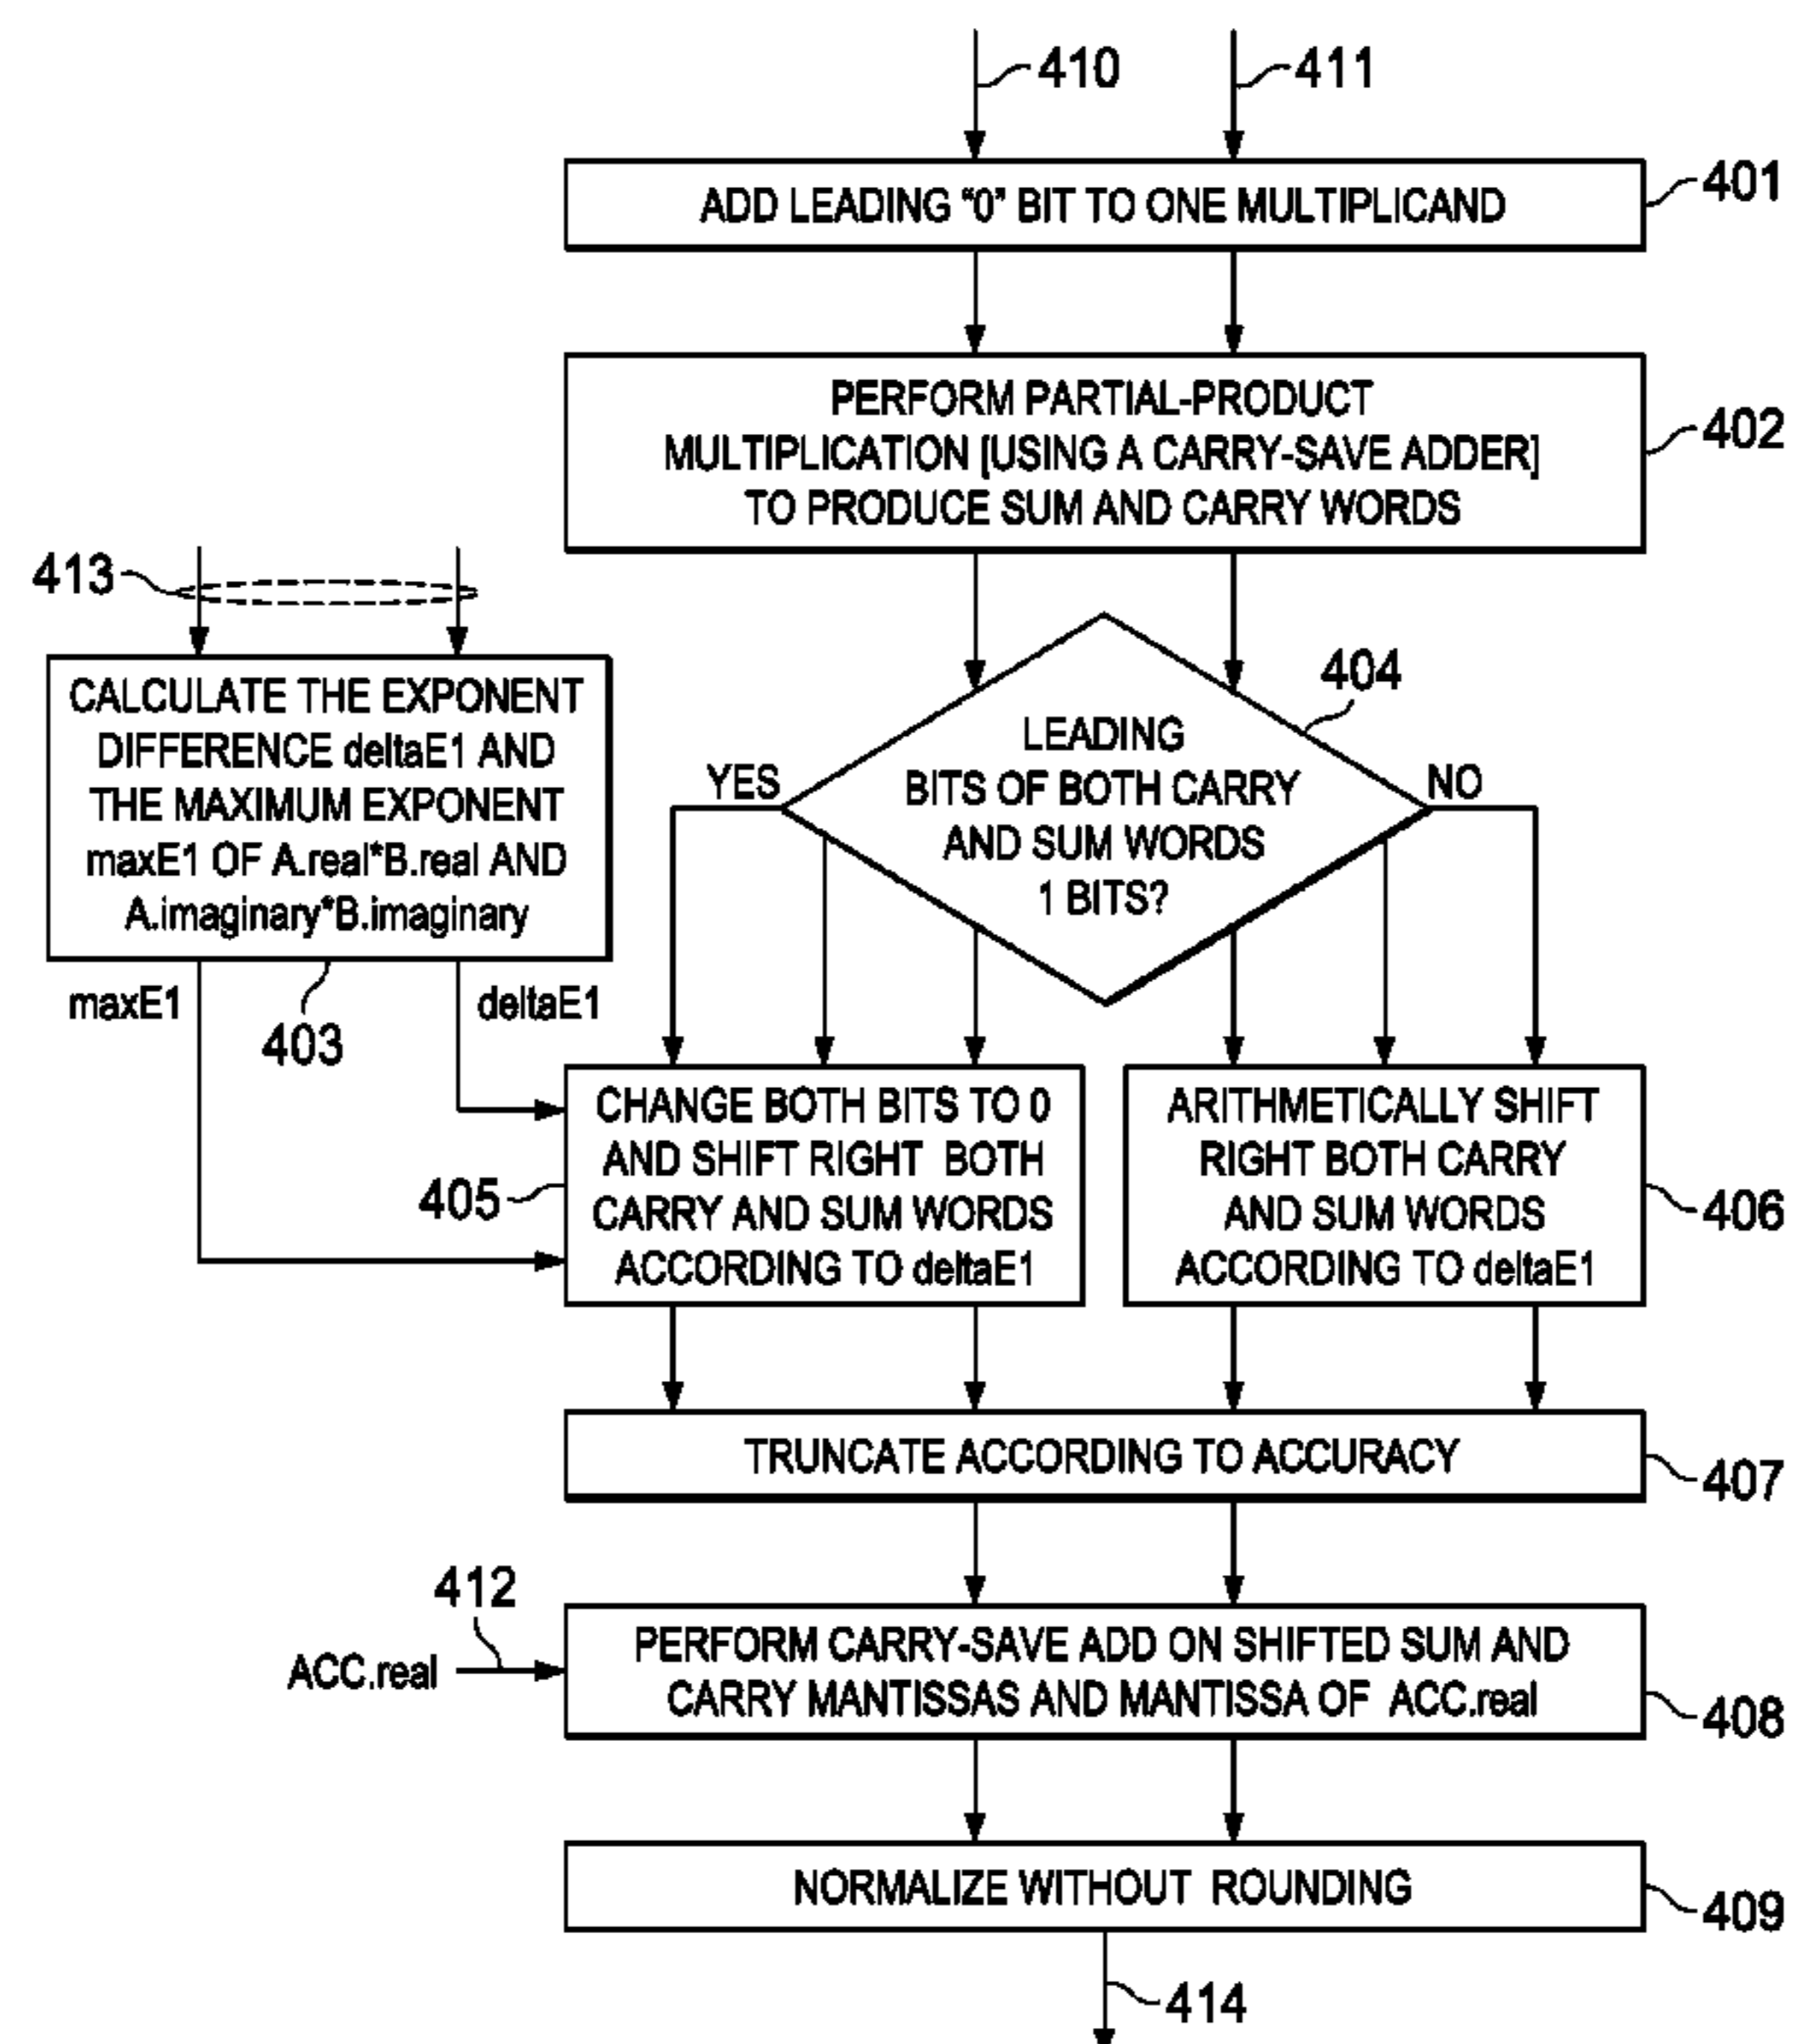 410
411
ADD LEADING “0” BIT TO ONE MULTIPLICAND
401
PERFORM PARTIAL-PRODUCT
MULTIPLICATION [USING A CARRY-SAVE ADDER]
TO PRODUCE SUM AND CARRY WORDS
402
413
CALCULATE THE EXPONENT
DIFFERENCE deltaE1 AND
THE MAXIMUM EXPONENT
maxE1 OF A.real*B.real AND
A.imaginary*B.imaginary
403
maxE1
deltaE1
404
LEADING
BITS OF BOTH CARRY
AND SUM WORDS
1 BITS?
YES
NO
CHANGE BOTH BITS TO 0
AND SHIFT RIGHT BOTH
CARRY AND SUM WORDS
ACCORDING TO deltaE1
405
ARITHMETICALLY SHIFT
RIGHT BOTH CARRY
AND SUM WORDS
ACCORDING TO deltaE1
406
TRUNCATE ACCORDING TO ACCURACY
407
412
ACC.real
PERFORM CARRY-SAVE ADD ON SHIFTED SUM AND
CARRY MANTISSAS AND MANTISSA OF ACC.real
408
NORMALIZE WITHOUT ROUNDING
409
414